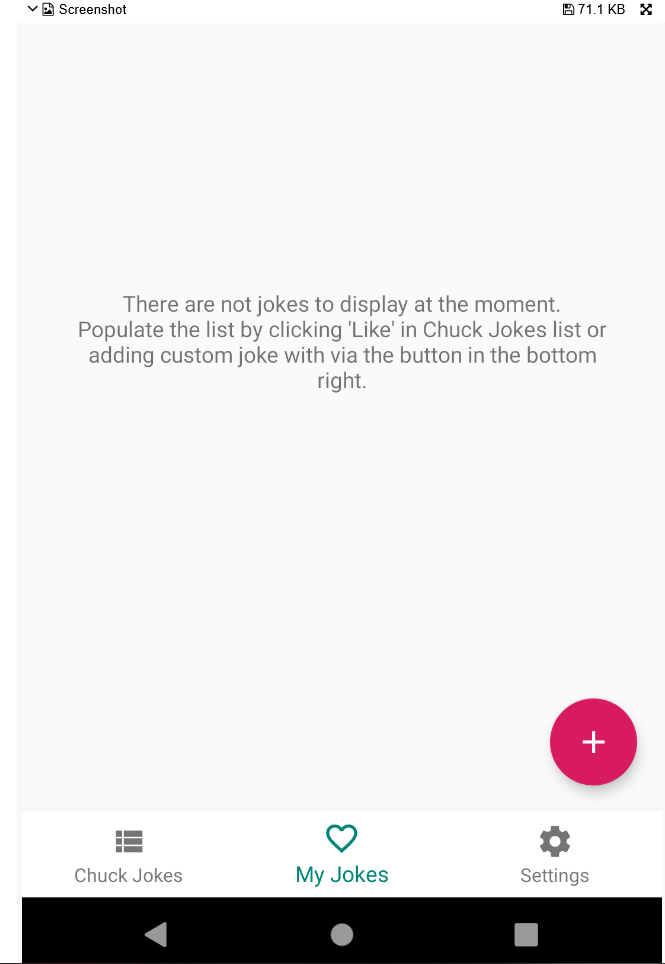 Screenshot 71.1 KB
There are not jokes to display at the moment.
Populate the list by clicking 'Like' in Chuck Jokes list or
adding custom joke with via the button in the bottom
right.
Chuck Jokes My Jokes Settings